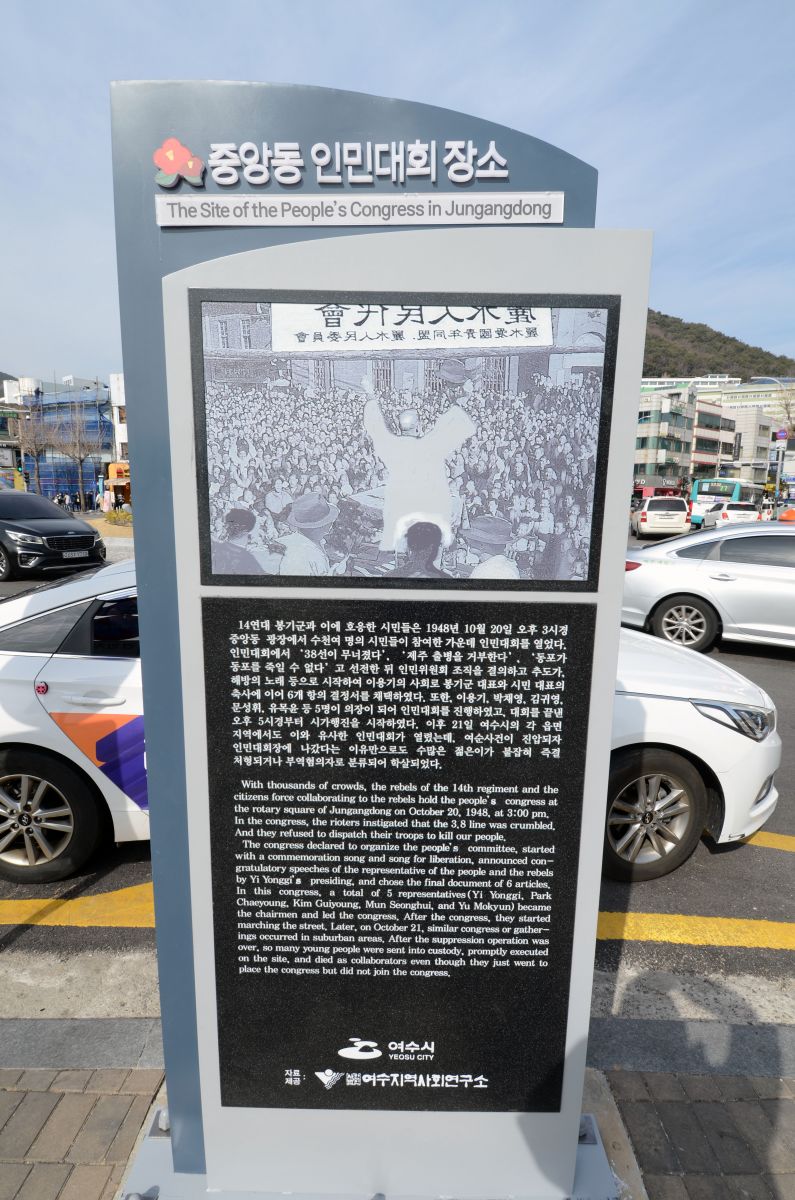 중앙동 인민대회 장소
The Site of the People's Congress in Jungangdong
麗水人民代會
麗水愛國青年同盟. 麗水人民委員會
14연대 봉기군과 이에 호응한 시민들은 1948년 10월 20일 오후 3시경
중앙동 광장에서 수천여 명의 시민들이 참여한 가운데 인민대회를 열었다.
인민대회에서 '38선이 무너졌다', '제주 출병을 거부한다', '동포가
동포를 죽일 수 없다' 고 선전한 뒤 인민위원회 조직을 결의하고 추도가,
해방의 노래 등으로 시작하여 이용기의 사회로 봉기군 대표와 시민 대표의
축사에 이어 6개 항의 결정서를 채택하였다. 또한, 이용기, 박채영, 김귀영,
문성휘, 유목윤 등 5명이 의장이 되어 인민대회를 진행하였고, 대회를 끝낸
오후 5시경부터 시가행진을 시작하였다. 이후 21일 여수시의 각 읍면
지역에서도 이와 유사한 인민대회가 열렸는데, 여순사건이 진압되자
인민대회장에 나갔다는 이유만으로도 수많은 젊은이가 붙잡혀 즉결
처형되거나 부역혐의자로 분류되어 학살되었다.
With thousands of crowds, the rebels of the 14th regiment and the
citizens force collaborating to the rebels hold the people's congress at
the rotary square of Jungangdong on October 20, 1948, at 3:00 pm.
In the congress, the rioters instigated that the 3.8 line was crumbled.
And they refused to dispatch their troops to kill our people.
The congress declared to organize the people's committee, started
with a commemoration song and song for liberation, announced con-
gratulatory speeches of the representative of the people and the rebels
by Yi Yonggi's presiding, and chose the final document of 6 articles.
In this congress, a total of 5 representatives(Yi Yonggi, Park
Chaeyoung, Kim Guiyoung, Mun Seonghui, and Yu Mokyun) became
the chairmen and led the congress. After the congress, they started
marching the street. Later, on October 21, similar congress or gather-
ings occurred in suburban areas. After the suppression operation was
over, so many young people were sent into custody, promptly executed
on the site, and died as collaborators even though they just went to
place the congress but did not join the congress.
여수시
YEOSU CITY
자료
제공 : 여수지역사회연구소